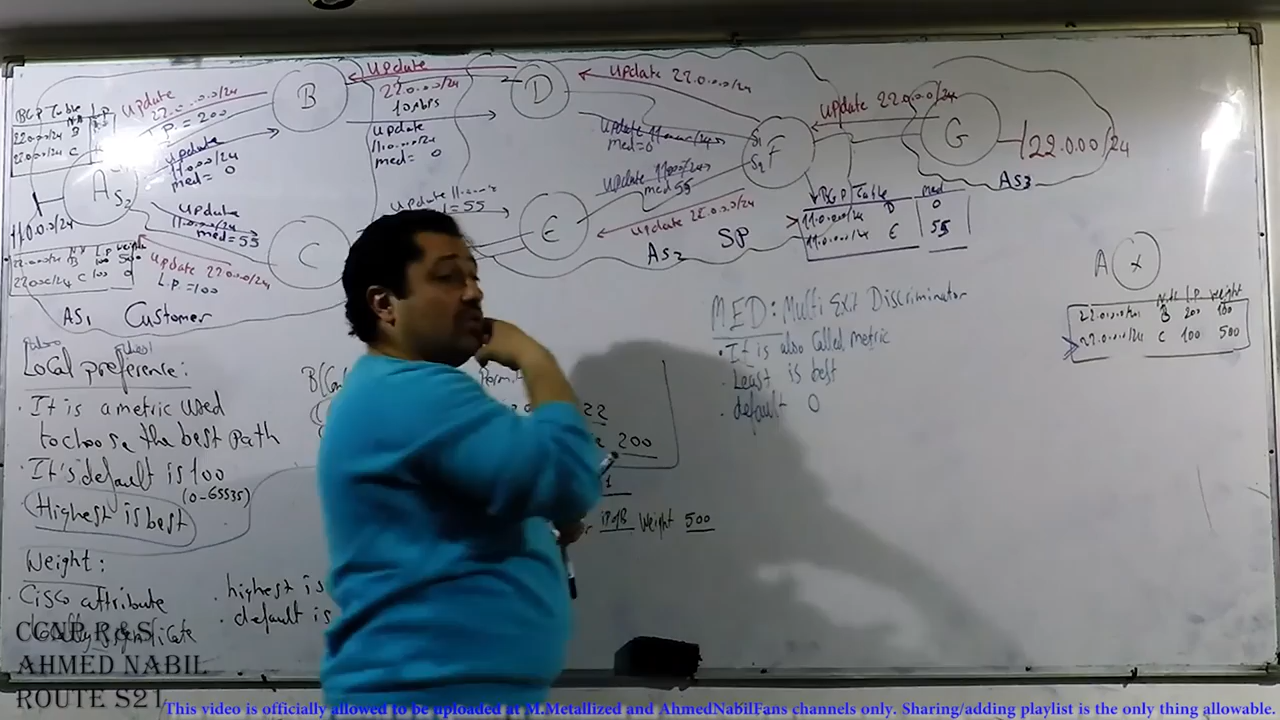 BGP Table
NH LP
22.0.0.0/24 B
22.0.0.0/24 C
update
22.0.0.0/24
L.P. = 200
update
11.0.0.0/24
med = 0
A
11.0.0.0/24
update
11.0.0.0/24
med = 55
update 22.0.0.0/24
L.P. = 100
NH LP weight
22.0.0.0/24 B
22.0.0.0/24 C 100 0
AS1 Customer
B
C
update
22.0.0.0/24
update
11.0.0.0/24
med = 0
update 11.0.0.0
= 55
D
E
update 22.0.0.0/24
update 11.0.0.0/24
med=0
update 11.0.0.0/24
med 55
update 22.0.0.0/24
AS2 SP
S1
S2
F
update 22.0.0.0/24
G
22.0.0.0/24
AS3
BGP Table med
11.0.0.0/24 D 0
11.0.0.0/24 E 55
A
NH LP weight
22.0.0.0/24 B 200 100
22.0.0.0/24 C 100 500
Local preference:
• It is a metric used
to choose the best path
• It's default is 100
(0-65535)
• Highest is best
Weight:
• Cisco attribute
• highest is
• default is
22
200
1
Weight 500
MED: Multi Exit Discriminator
• It is also Called metric
• Least is best
• default 0
CCNP R&S
AHMED NABIL
ROUTE S21
This video is officially allowed to be uploaded at M.Metallized and AhmedNabilFans channels only. Sharing/adding playlist is the only thing allowable.